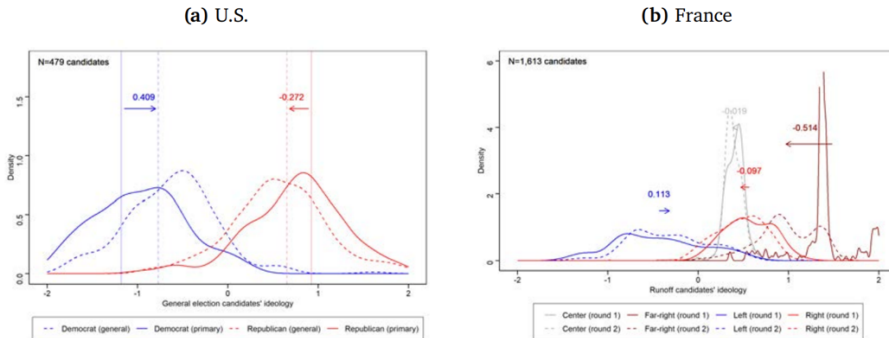 (a) U.S.
N=479 candidates
0.409
-0.272
Density
0.0
0.5
1.0
1.5
-2
-1
0
1
2
General election candidates' ideology
Democrat (general)
Democrat (primary)
Republican (general)
Republican (primary)
(b) France
N=1,613 candidates
-0.019
-0.514
-0.097
0.113
Density
0
2
4
6
-2
-1
0
1
2
Runoff candidates' ideology
Center (round 1)
Far-right (round 1)
Left (round 1)
Right (round 1)
Center (round 2)
Far-right (round 2)
Left (round 2)
Right (round 2)